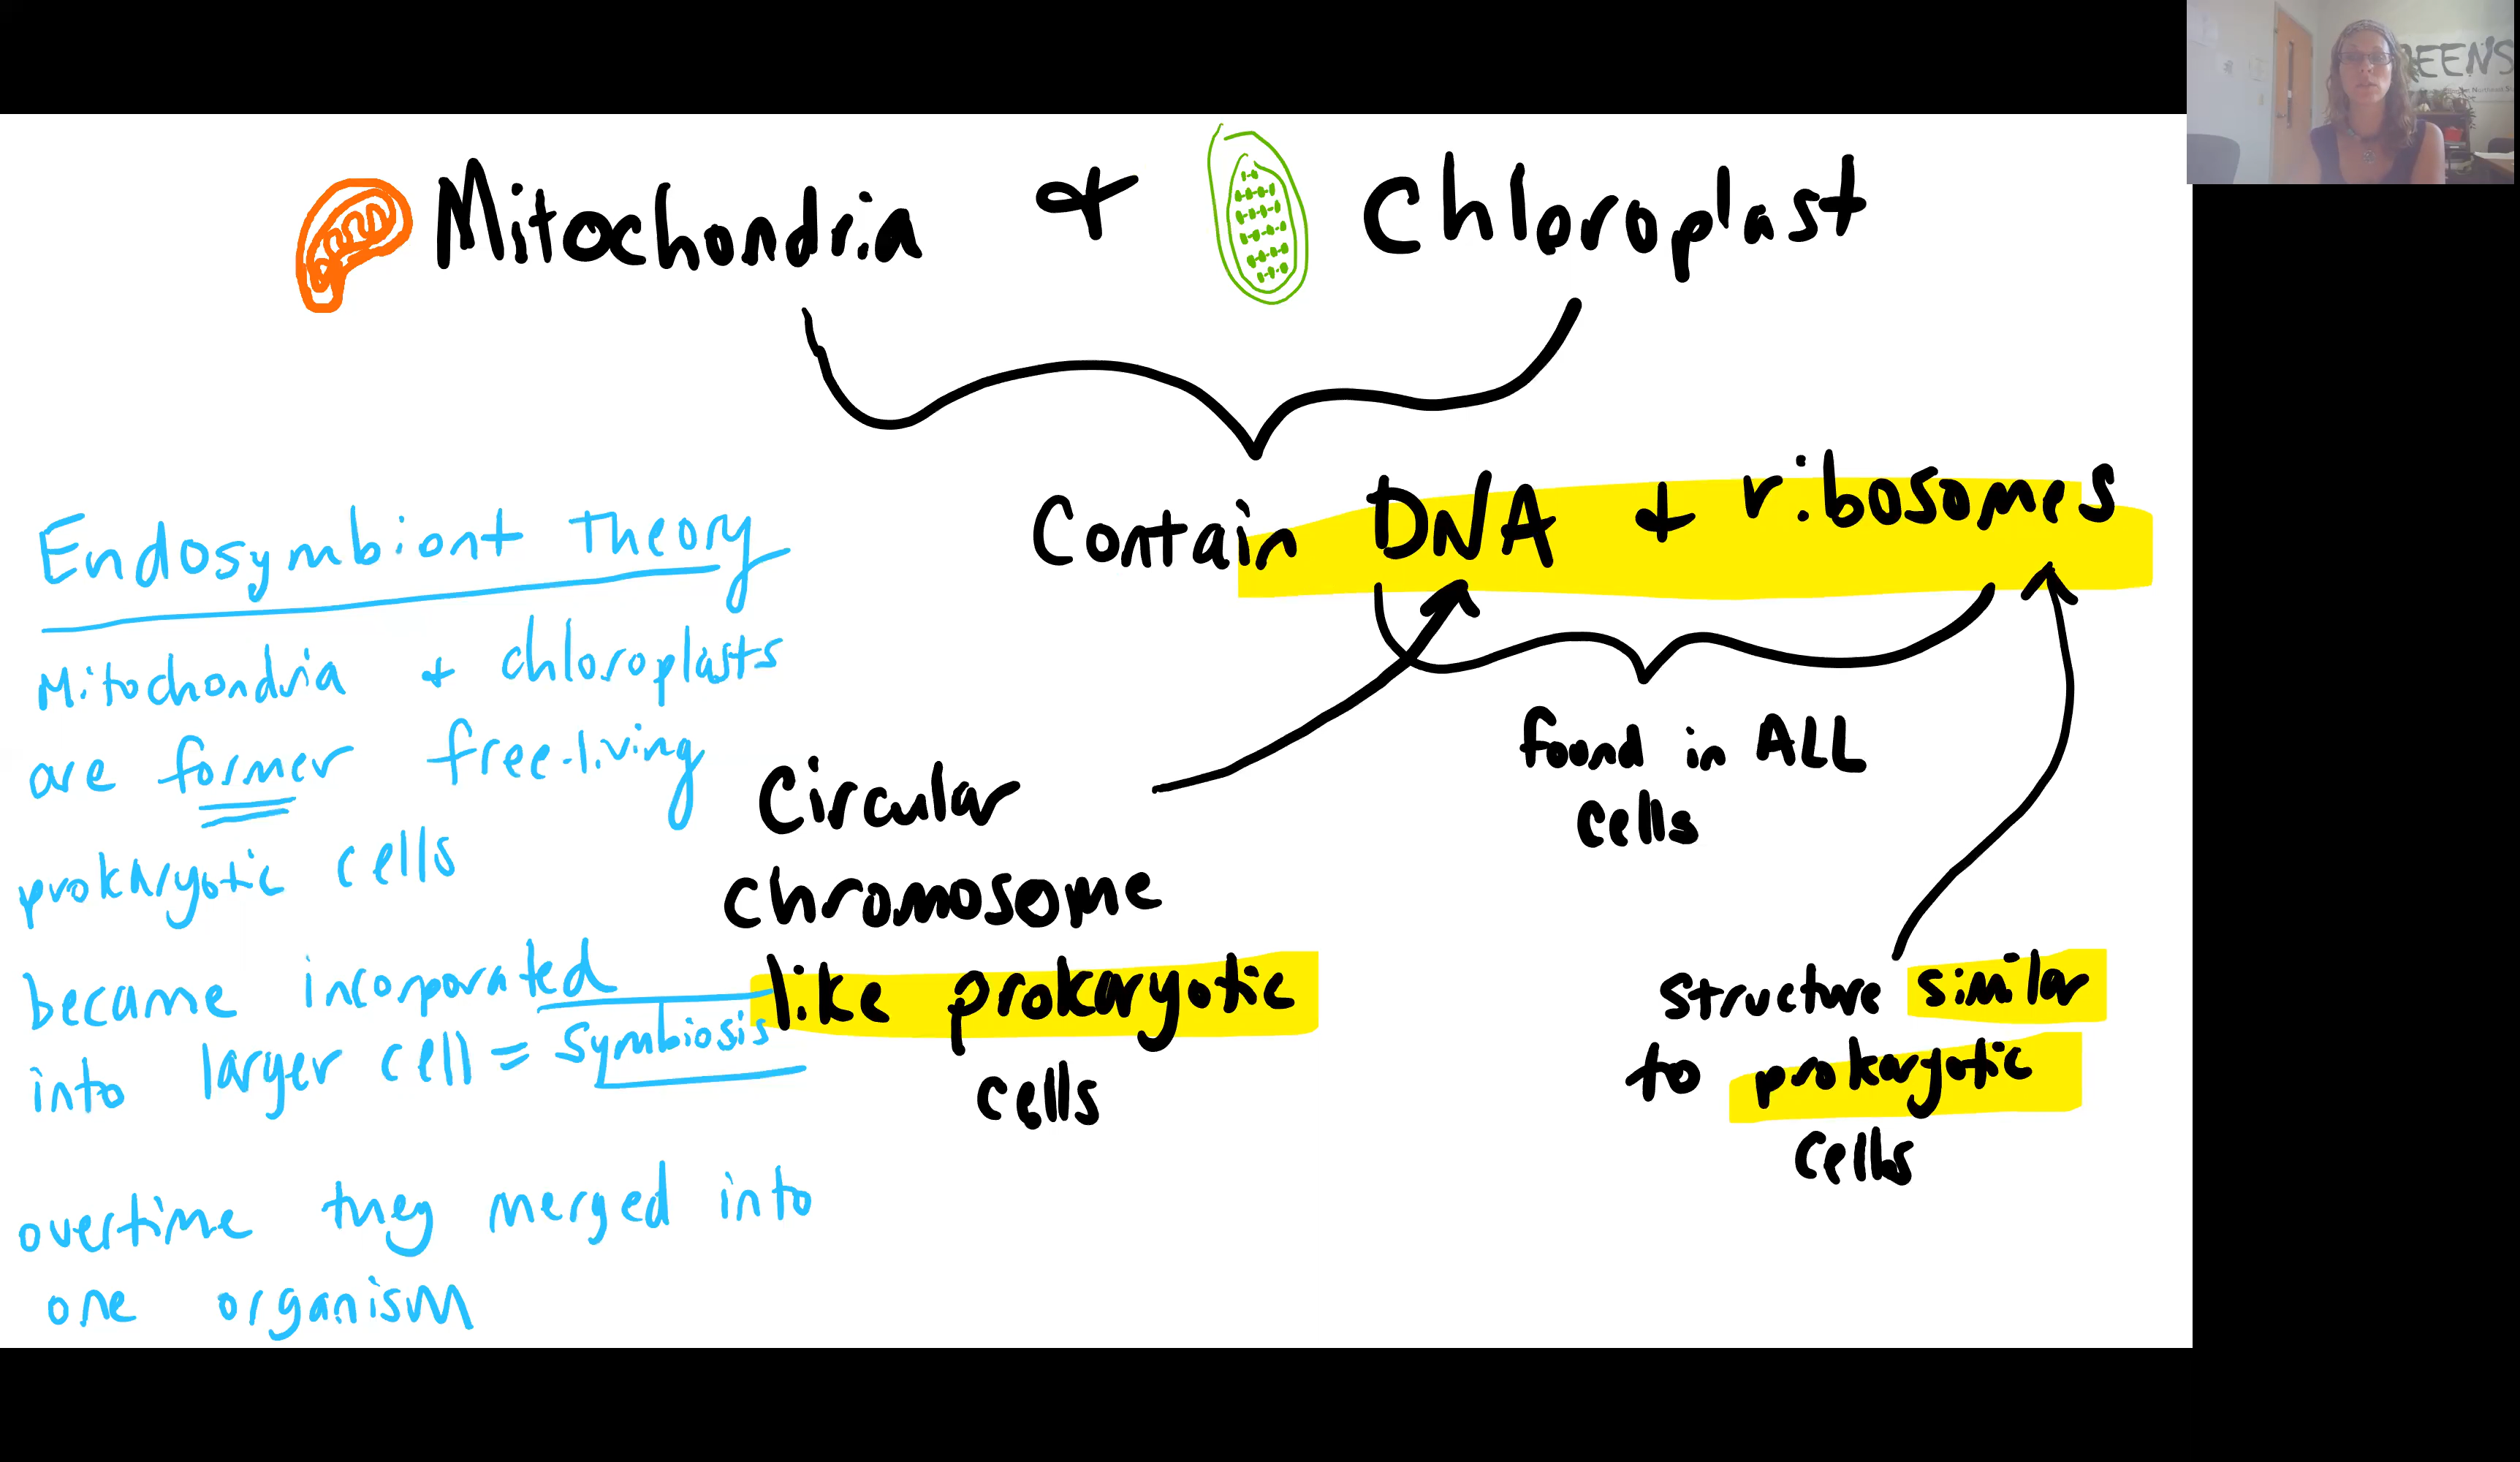 Mitochondria + Chloroplast
Contain DNA + ribosomes
found in ALL
cells
Circular
chromosome
like prokaryotic
cells
structure similar
to prokaryotic
cells
Endosymbiont theory
Mitochondria + chloroplasts
are former free-living
prokaryotic cells
became incorporated
into larger cell = symbiosis
overtime they merged into
one organism
EENS